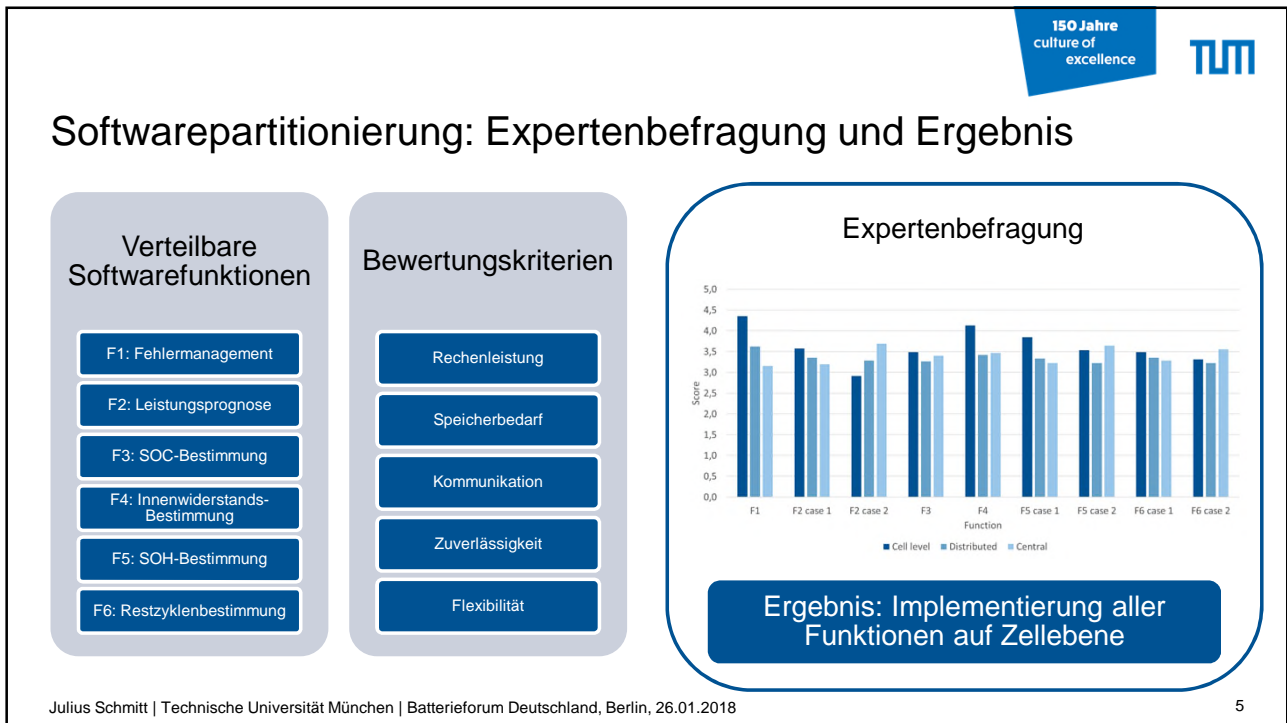 150 Jahre
culture of
excellence
TUM
Softwarepartitionierung: Expertenbefragung und Ergebnis
Verteilbare
Softwarefunktionen
F1: Fehlermanagement
F2: Leistungsprognose
F3: SOC-Bestimmung
F4: Innenwiderstands-
Bestimmung
F5: SOH-Bestimmung
F6: Restzyklenbestimmung
Bewertungskriterien
Rechenleistung
Speicherbedarf
Kommunikation
Zuverlässigkeit
Flexibilität
Expertenbefragung
5,0
4,5
4,0
3,5
3,0
2,5
2,0
1,5
1,0
0,5
0,0
Score
F1 F2 case 1 F2 case 2 F3 F4 F5 case 1 F5 case 2 F6 case 1 F6 case 2
Function
Cell level Distributed Central
Ergebnis: Implementierung aller
Funktionen auf Zellebene
Julius Schmitt | Technische Universität München | Batterieforum Deutschland, Berlin, 26.01.2018
5